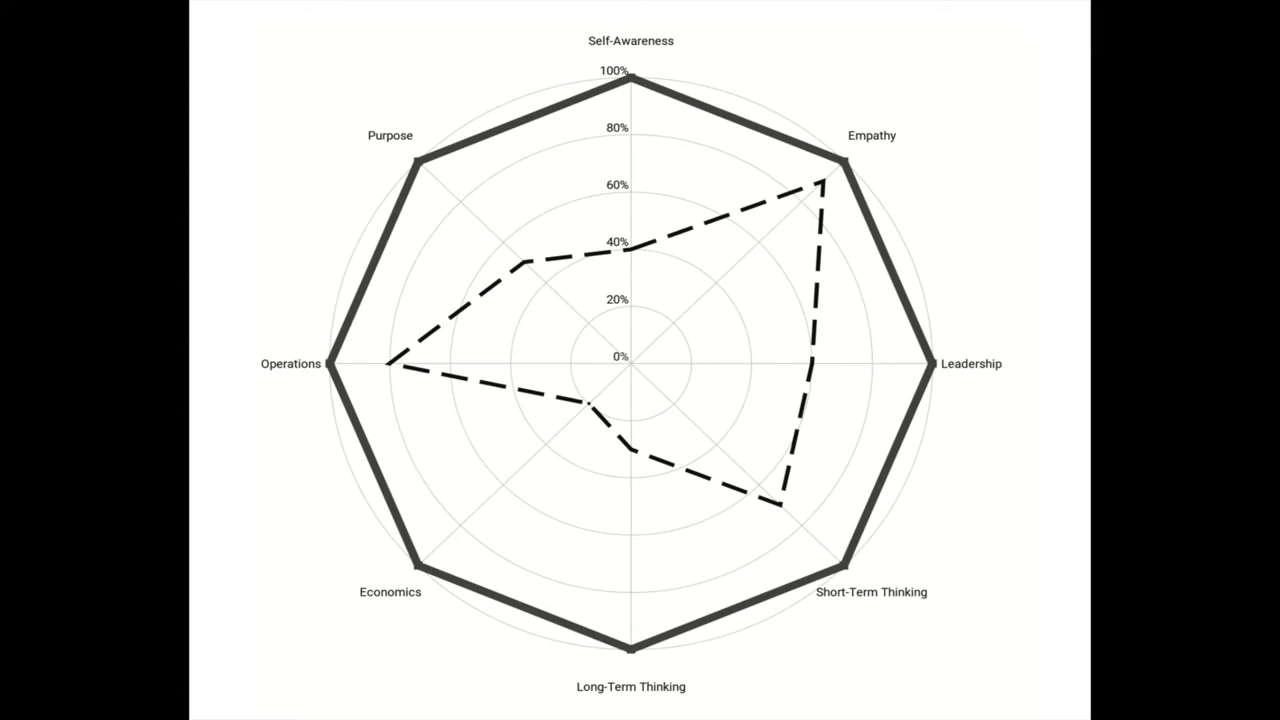 Self-Awareness
100%
Purpose
80%
Empathy
60%
40%
20%
0%
Operations
Leadership
Economics
Short-Term Thinking
Long-Term Thinking